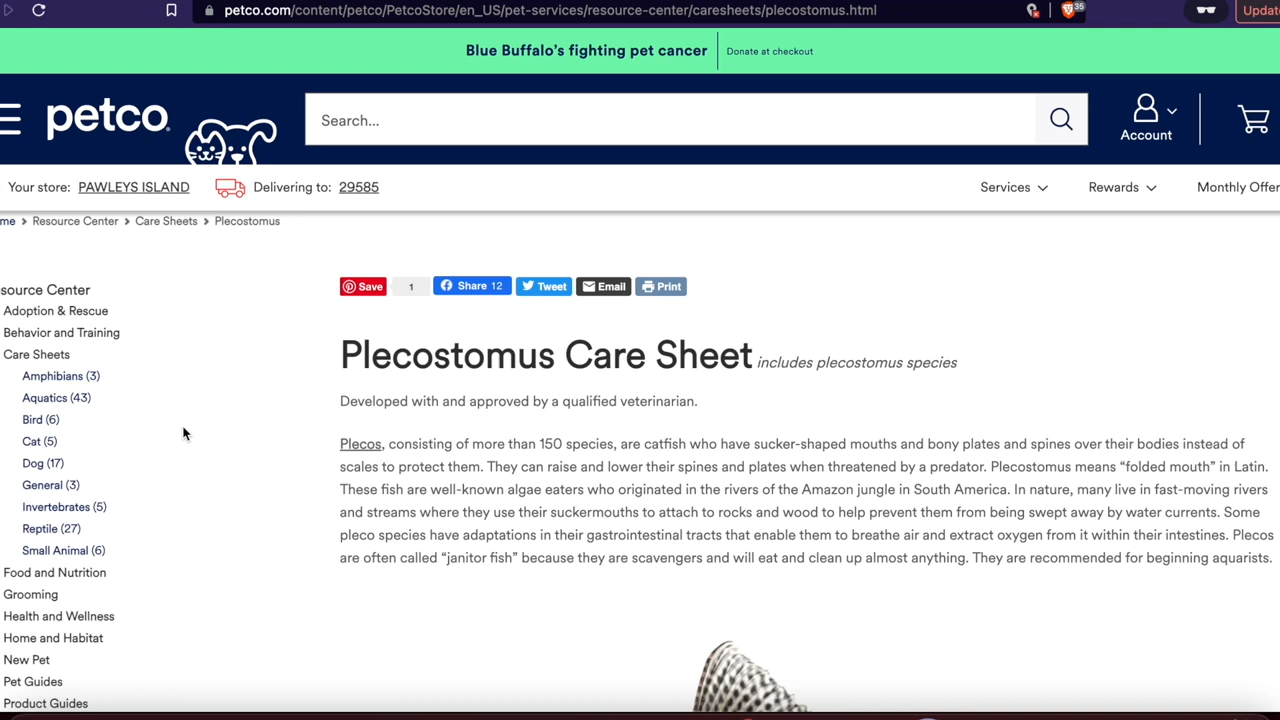 petco.com/content/petco/PetcoStore/en_US/pet-services/resource-center/caresheets/plecostomus.html
35
Updat
Blue Buffalo's fighting pet cancer
Donate at checkout
petco
Search...
Account
Your store: PAWLEYS ISLAND
Delivering to: 29585
Services
Rewards
Monthly Offer
me > Resource Center > Care Sheets > Plecostomus
source Center
Adoption & Rescue
Behavior and Training
Care Sheets
Amphibians (3)
Aquatics (43)
Bird (6)
Cat (5)
Dog (17)
General (3)
Invertebrates (5)
Reptile (27)
Small Animal (6)
Food and Nutrition
Grooming
Health and Wellness
Home and Habitat
New Pet
Pet Guides
Product Guides
Save 1 Share 12 Tweet Email Print
Plecostomus Care Sheet includes plecostomus species
Developed with and approved by a qualified veterinarian.
Plecos, consisting of more than 150 species, are catfish who have sucker-shaped mouths and bony plates and spines over their bodies instead of
scales to protect them. They can raise and lower their spines and plates when threatened by a predator. Plecostomus means “folded mouth” in Latin.
These fish are well-known algae eaters who originated in the rivers of the Amazon jungle in South America. In nature, many live in fast-moving rivers
and streams where they use their suckermouths to attach to rocks and wood to help prevent them from being swept away by water currents. Some
pleco species have adaptations in their gastrointestinal tracts that enable them to breathe air and extract oxygen from it within their intestines. Plecos
are often called “janitor fish” because they are scavengers and will eat and clean up almost anything. They are recommended for beginning aquarists.